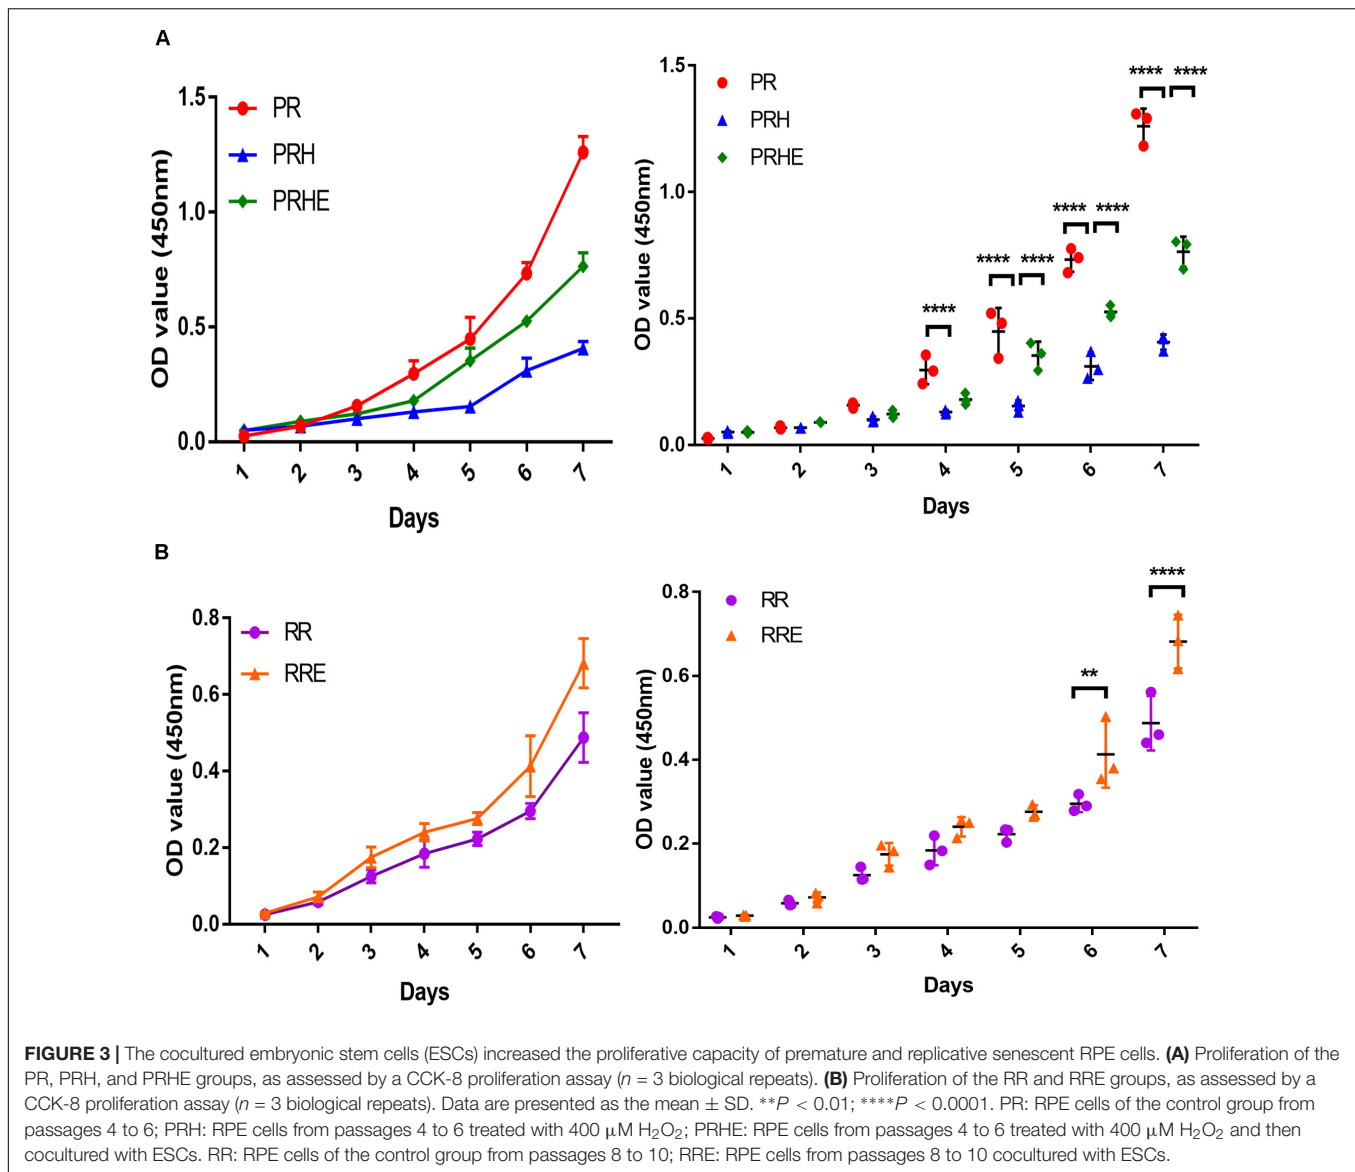 A
OD value (450nm)
1.5
1.0
0.5
0.0
PR
PRH
PRHE
1 2 3 4 5 6 7
Days
OD value (450nm)
1.5
1.0
0.5
0.0
PR
PRH
PRHE
**** ****
**** ****
**** ****
****
1 2 3 4 5 6 7
Days
B
OD value (450nm)
0.8
0.6
0.4
0.2
0.0
RR
RRE
1 2 3 4 5 6 7
Days
OD value (450nm)
0.8
0.6
0.4
0.2
0.0
RR
RRE
****
**
1 2 3 4 5 6 7
Days
FIGURE 3 | The cocultured embryonic stem cells (ESCs) increased the proliferative capacity of premature and replicative senescent RPE cells. (A) Proliferation of the
PR, PRH, and PRHE groups, as assessed by a CCK-8 proliferation assay (n = 3 biological repeats). (B) Proliferation of the RR and RRE groups, as assessed by a
CCK-8 proliferation assay (n = 3 biological repeats). Data are presented as the mean ± SD. **P < 0.01; ****P < 0.0001. PR: RPE cells of the control group from
passages 4 to 6; PRH: RPE cells from passages 4 to 6 treated with 400 μM H₂O₂; PRHE: RPE cells from passages 4 to 6 treated with 400 μM H₂O₂ and then
cocultured with ESCs. RR: RPE cells of the control group from passages 8 to 10; RRE: RPE cells from passages 8 to 10 cocultured with ESCs.